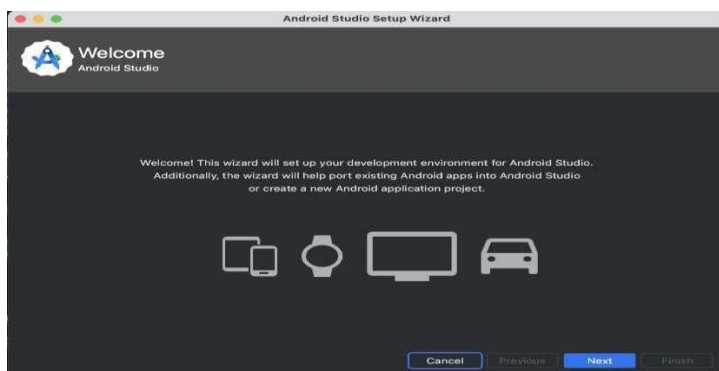 Android Studio Setup Wizard
Welcome
Android Studio
Welcome! This wizard will set up your development environment for Android Studio.
Additionally, the wizard will help port existing Android apps into Android Studio
or create a new Android application project.
Cancel Previous Next Finish